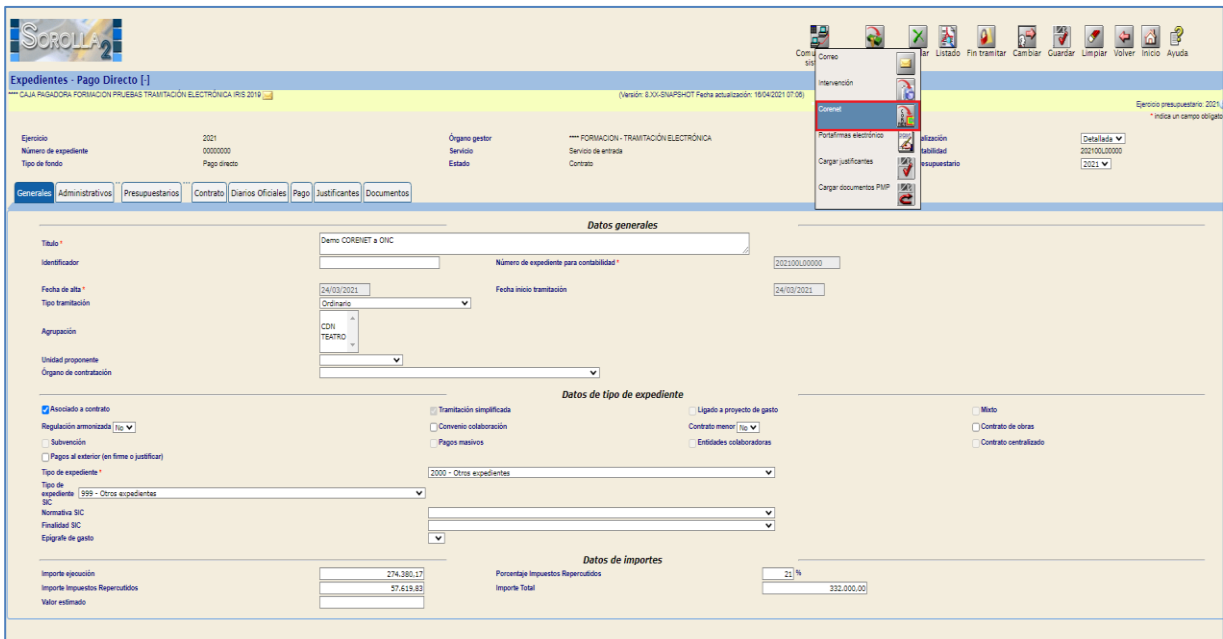 SOROLLA2
Listado Fin tramitar Cambiar Guardar Limpiar Volver Inicio Ayuda
Correo
Intervención
Corenet
Portafirmas electrónico
Cargar justificantes
Cargar documentos PMP
Expedientes - Pago Directo [-]
**** CAJA PAGADORA FORMACION PRUEBAS TRAMITACIÓN ELECTRÓNICA IRIS 2019 (Versión: 8.XX-SNAPSHOT Fecha actualización: 16/04/2021 07:06)
Ejercicio presupuestario: 2021
* indica un campo obligato
Ejercicio 2021 Órgano gestor **** FORMACION - TRAMITACIÓN ELECTRÓNICA Detallada
Número de expediente 00000000 Servicio Servicio de entrada 202100L00000
Tipo de fondo Pago directo Estado Contrato 2021
Generales Administrativos Presupuestarios Contrato Diarios Oficiales Pago Justificantes Documentos
Datos generales
Título * Demo CORENET a ONC
Identificador Número de expediente para contabilidad * 202100L00000
Fecha de alta * 24/03/2021 Fecha inicio tramitación 24/03/2021
Tipo tramitación Ordinario
Agrupación CDN
TEATRO
Unidad proponente
Órgano de contratación
Datos de tipo de expediente
Asociado a contrato Tramitación simplificada Ligado a proyecto de gasto Mixto
Regulación armonizada No Convenio colaboración Contrato menor No Contrato de obras
Subvención Pagos masivos Entidades colaboradoras Contrato centralizado
Pagos al exterior (en firme o justificar)
Tipo de expediente * 2000 - Otros expedientes
Tipo de
expediente 999 - Otros expedientes
SIC
Normativa SIC
Finalidad SIC
Epígrafe de gasto
Datos de importes
Importe ejecución 274.380,17 Porcentaje Impuestos Repercutidos 21 %
Importe Impuestos Repercutidos 57.619,83 Importe Total 332.000,00
Valor estimado